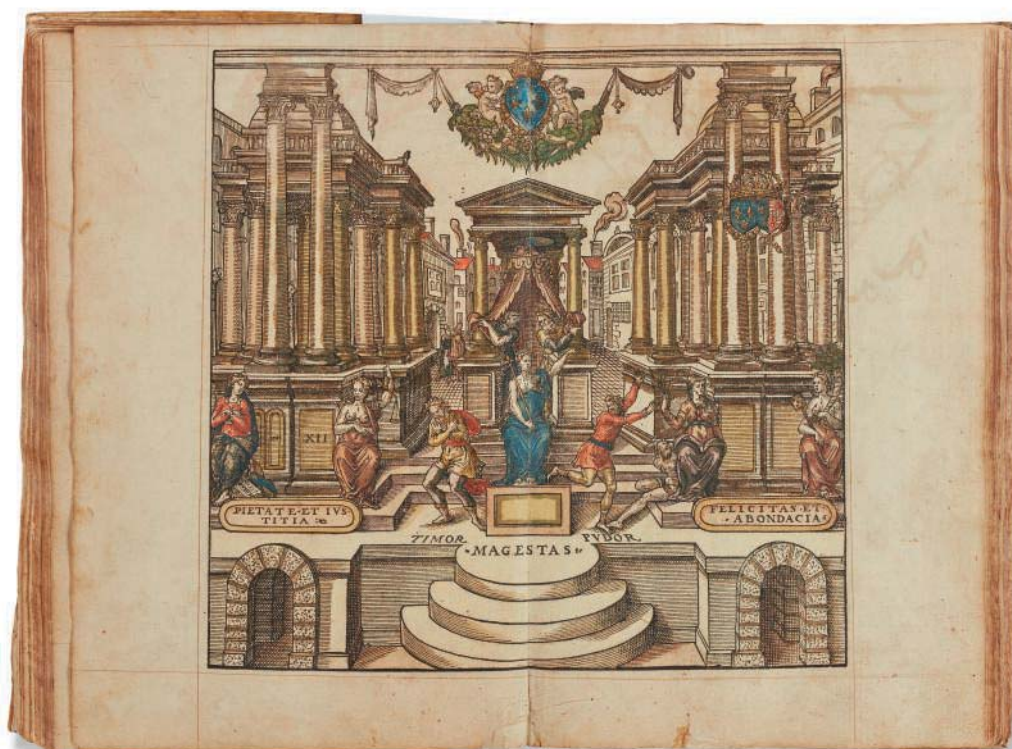 XII
PIETATE·ET IVS
TITIA
FELICITAS·ET
·ABONDACIA
TIMOR
PVDOR
MAGESTAS